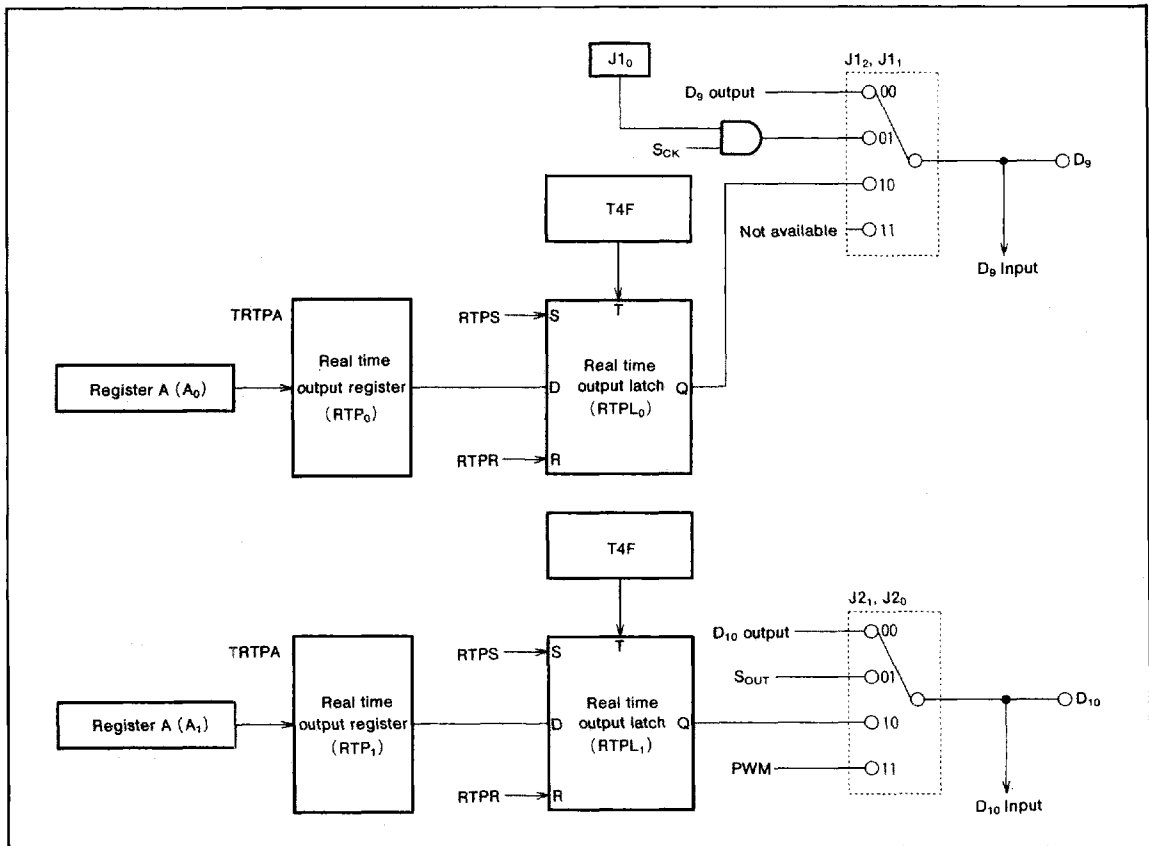 J1₀
J1₂, J1₁
D₉ output
00
S_CK
01
D₉
10
T4F
Not available
11
D₉ Input
TRTPA
RTPS
S
T
Real time
output register
(RTP₀)
Real time
output latch
(RTPL₀)
Register A (A₀)
D
Q
RTPR
R
T4F
J2₁, J2₀
D₁₀ output
00
TRTPA
RTPS
S
T
S_OUT
01
D₁₀
Real time
output register
(RTP₁)
Real time
output latch
(RTPL₁)
Register A (A₁)
D
Q
10
PWM
11
RTPR
R
D₁₀ Input